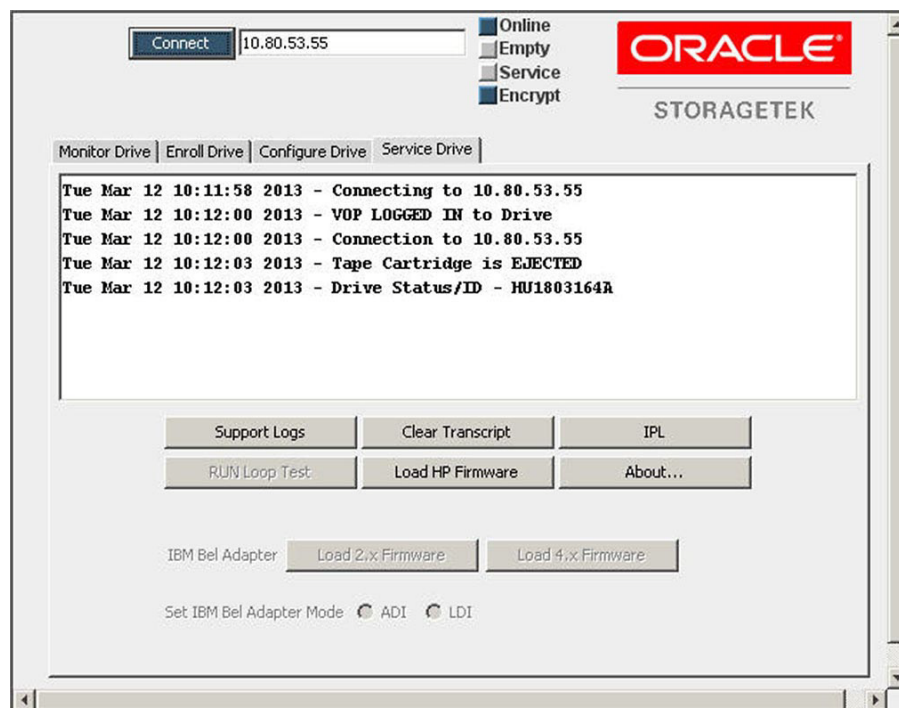 Connect 10.80.53.55
Online
Empty
Service
Encrypt
ORACLE®
STORAGETEK
Monitor Drive Enroll Drive Configure Drive Service Drive
Tue Mar 12 10:11:58 2013 - Connecting to 10.80.53.55
Tue Mar 12 10:12:00 2013 - VOP LOGGED IN to Drive
Tue Mar 12 10:12:00 2013 - Connection to 10.80.53.55
Tue Mar 12 10:12:03 2013 - Tape Cartridge is EJECTED
Tue Mar 12 10:12:03 2013 - Drive Status/ID - HU1803164A
Support Logs Clear Transcript IPL
RUN Loop Test Load HP Firmware About...
IBM Bel Adapter Load 2.x Firmware Load 4.x Firmware
Set IBM Bel Adapter Mode ADI LDI